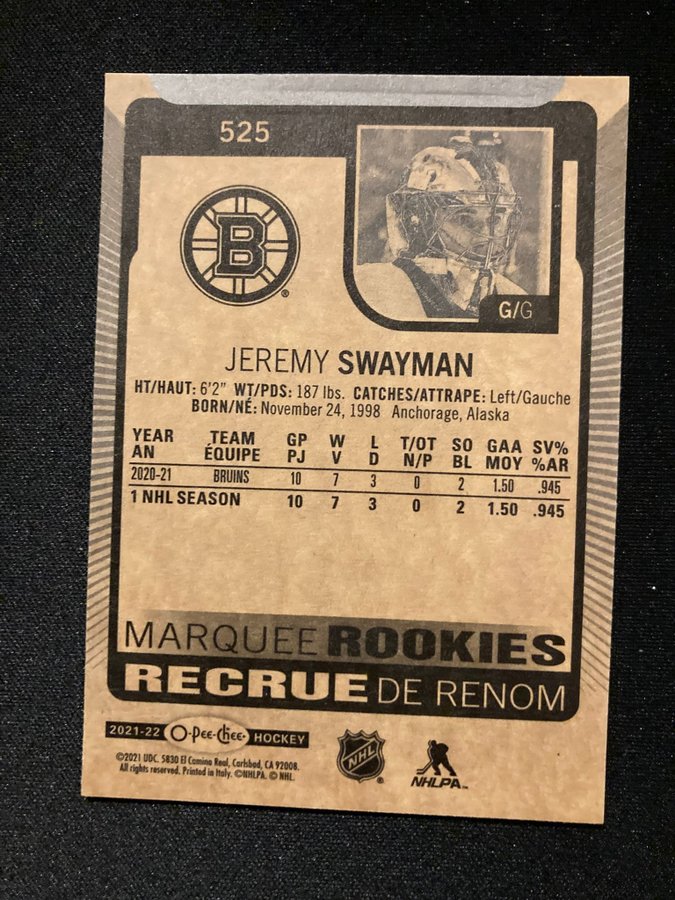 525
B
®
G/G
JEREMY SWAYMAN
HT/HAUT: 6'2" WT/PDS: 187 lbs. CATCHES/ATTRAPE: Left/Gauche
BORN/NÉ: November 24, 1998 Anchorage, Alaska
YEAR TEAM GP W L T/OT SO GAA SV%
AN ÉQUIPE PJ V D N/P BL MOY %AR
2020-21 BRUINS 10 7 3 0 2 1.50 .945
1 NHL SEASON 10 7 3 0 2 1.50 .945
MARQUEE ROOKIES
RECRUE DE RENOM
2021-22 O-Pee-Chee HOCKEY
©2021 UDC. 5830 El Camino Real, Carlsbad, CA 92008.
All rights reserved. Printed in Italy. ©NHLPA. © NHL.
NHL ®
NHLPA™